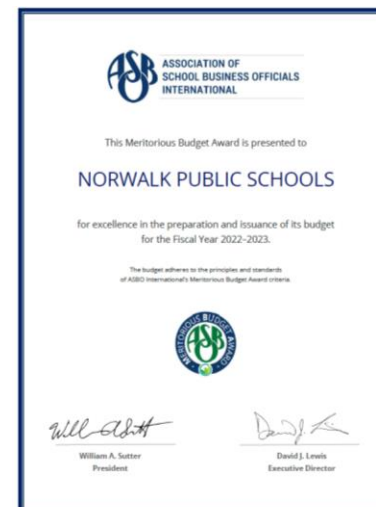 ASBO
ASSOCIATION OF
SCHOOL BUSINESS OFFICIALS
INTERNATIONAL
This Meritorious Budget Award is presented to
NORWALK PUBLIC SCHOOLS
for excellence in the preparation and issuance of its budget
for the Fiscal Year 2022–2023.
The budget adheres to the principles and standards
of ASBO International's Meritorious Budget Award criteria.
MERITORIOUS BUDGET AWARD
ASBO
William A. Sutter
David J. Lewis
President
Executive Director